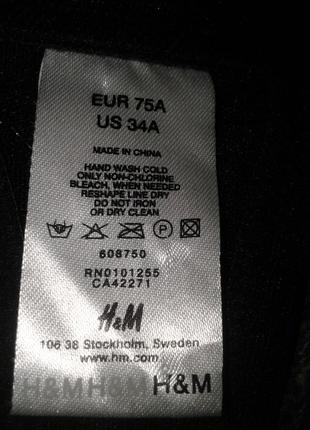 EUR 75A
US 34A
MADE IN CHINA
HAND WASH COLD
ONLY NON-CHLORINE
BLEACH, WHEN NEEDED
RESHAPE LINE DRY
DO NOT IRON
OR DRY CLEAN
P
608750
RN0101255
CA42271
H&M
106 38 Stockholm, Sweden
www.hm.com
H&MH&M H&M